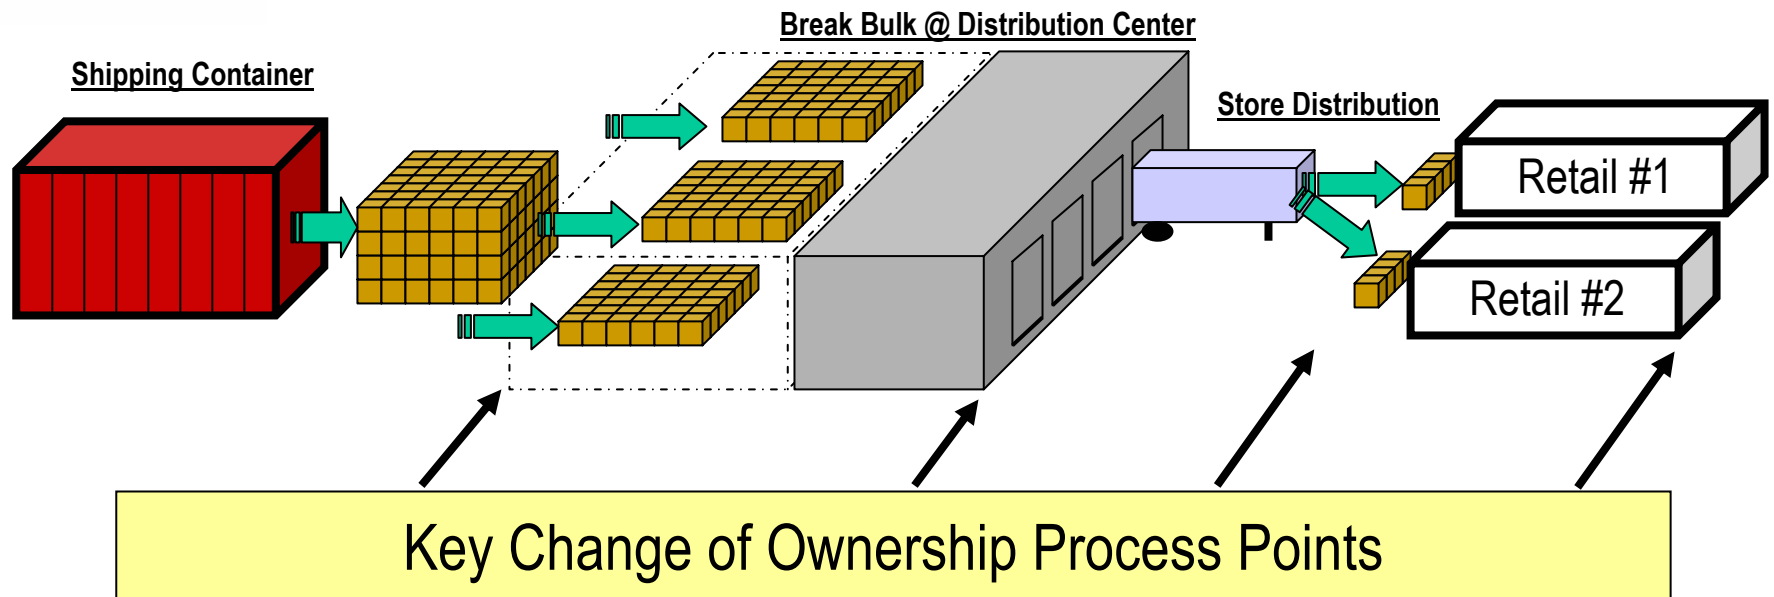 Break Bulk @ Distribution Center
Shipping Container
Store Distribution
Retail #1
Retail #2
Key Change of Ownership Process Points